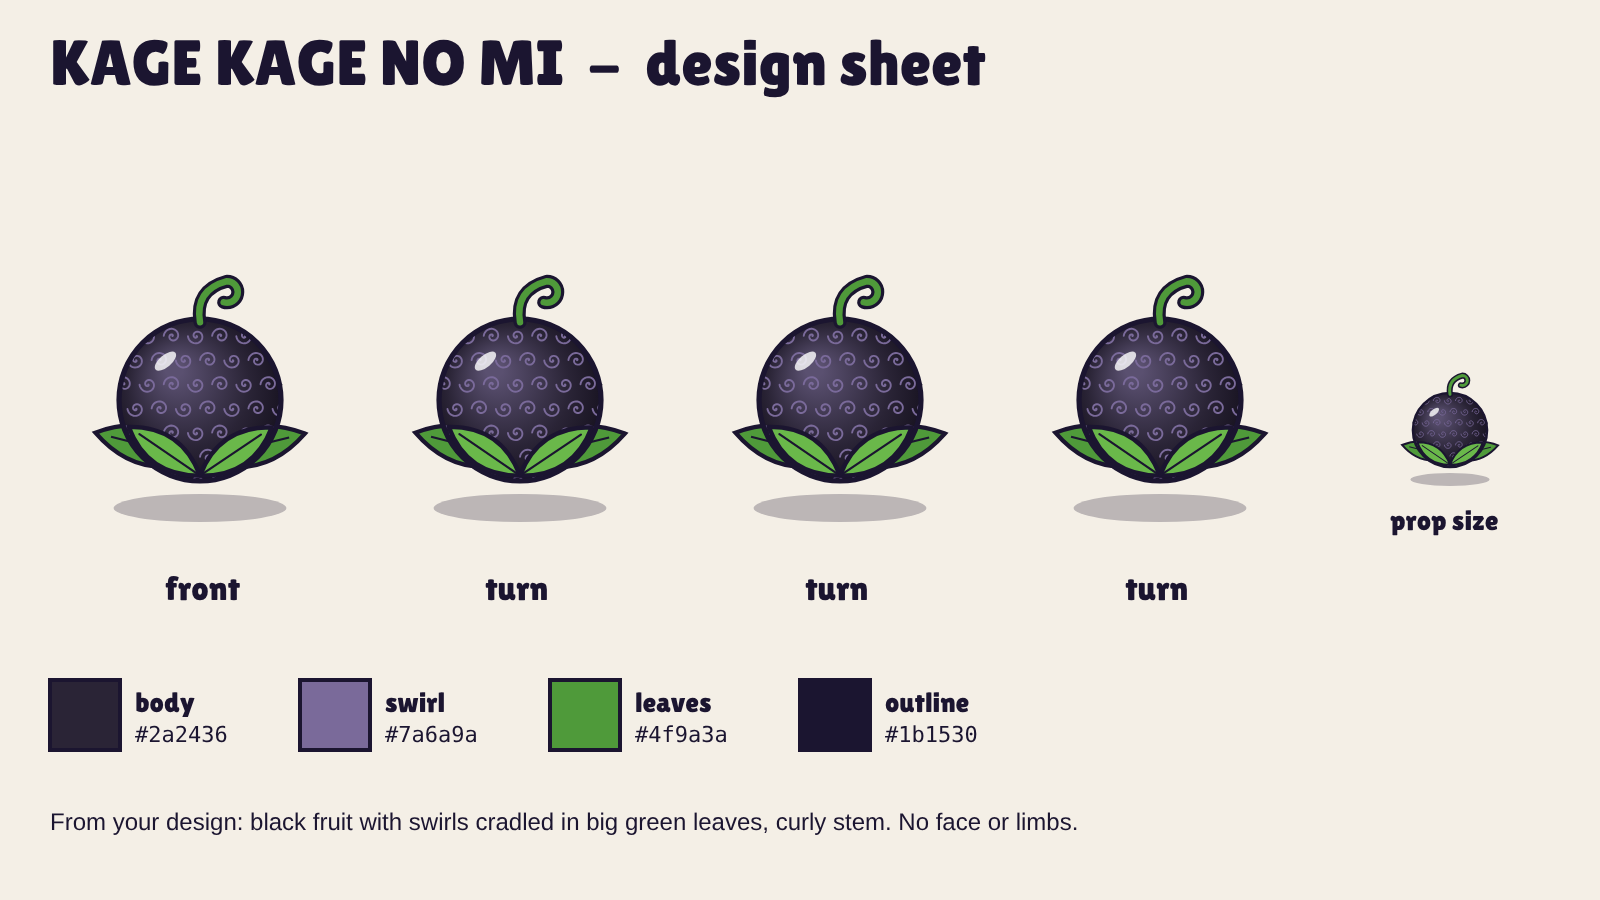 KAGE KAGE NO MI – design sheet
prop size
front
turn
turn
turn
body
#2a2436
swirl
#7a6a9a
leaves
#4f9a3a
outline
#1b1530
From your design: black fruit with swirls cradled in big green leaves, curly stem. No face or limbs.